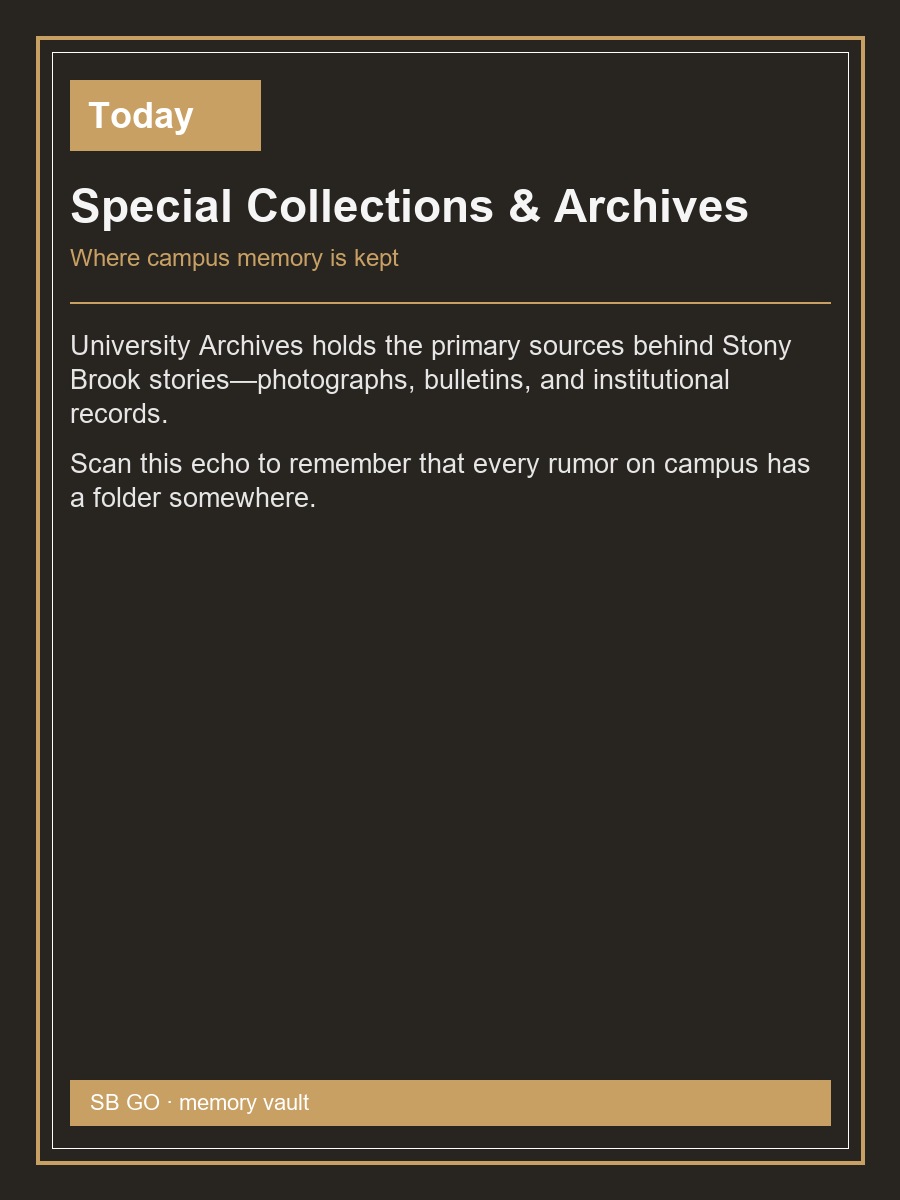 Today
Special Collections & Archives
Where campus memory is kept
University Archives holds the primary sources behind Stony
Brook stories—photographs, bulletins, and institutional
records.
Scan this echo to remember that every rumor on campus has
a folder somewhere.
SB GO · memory vault